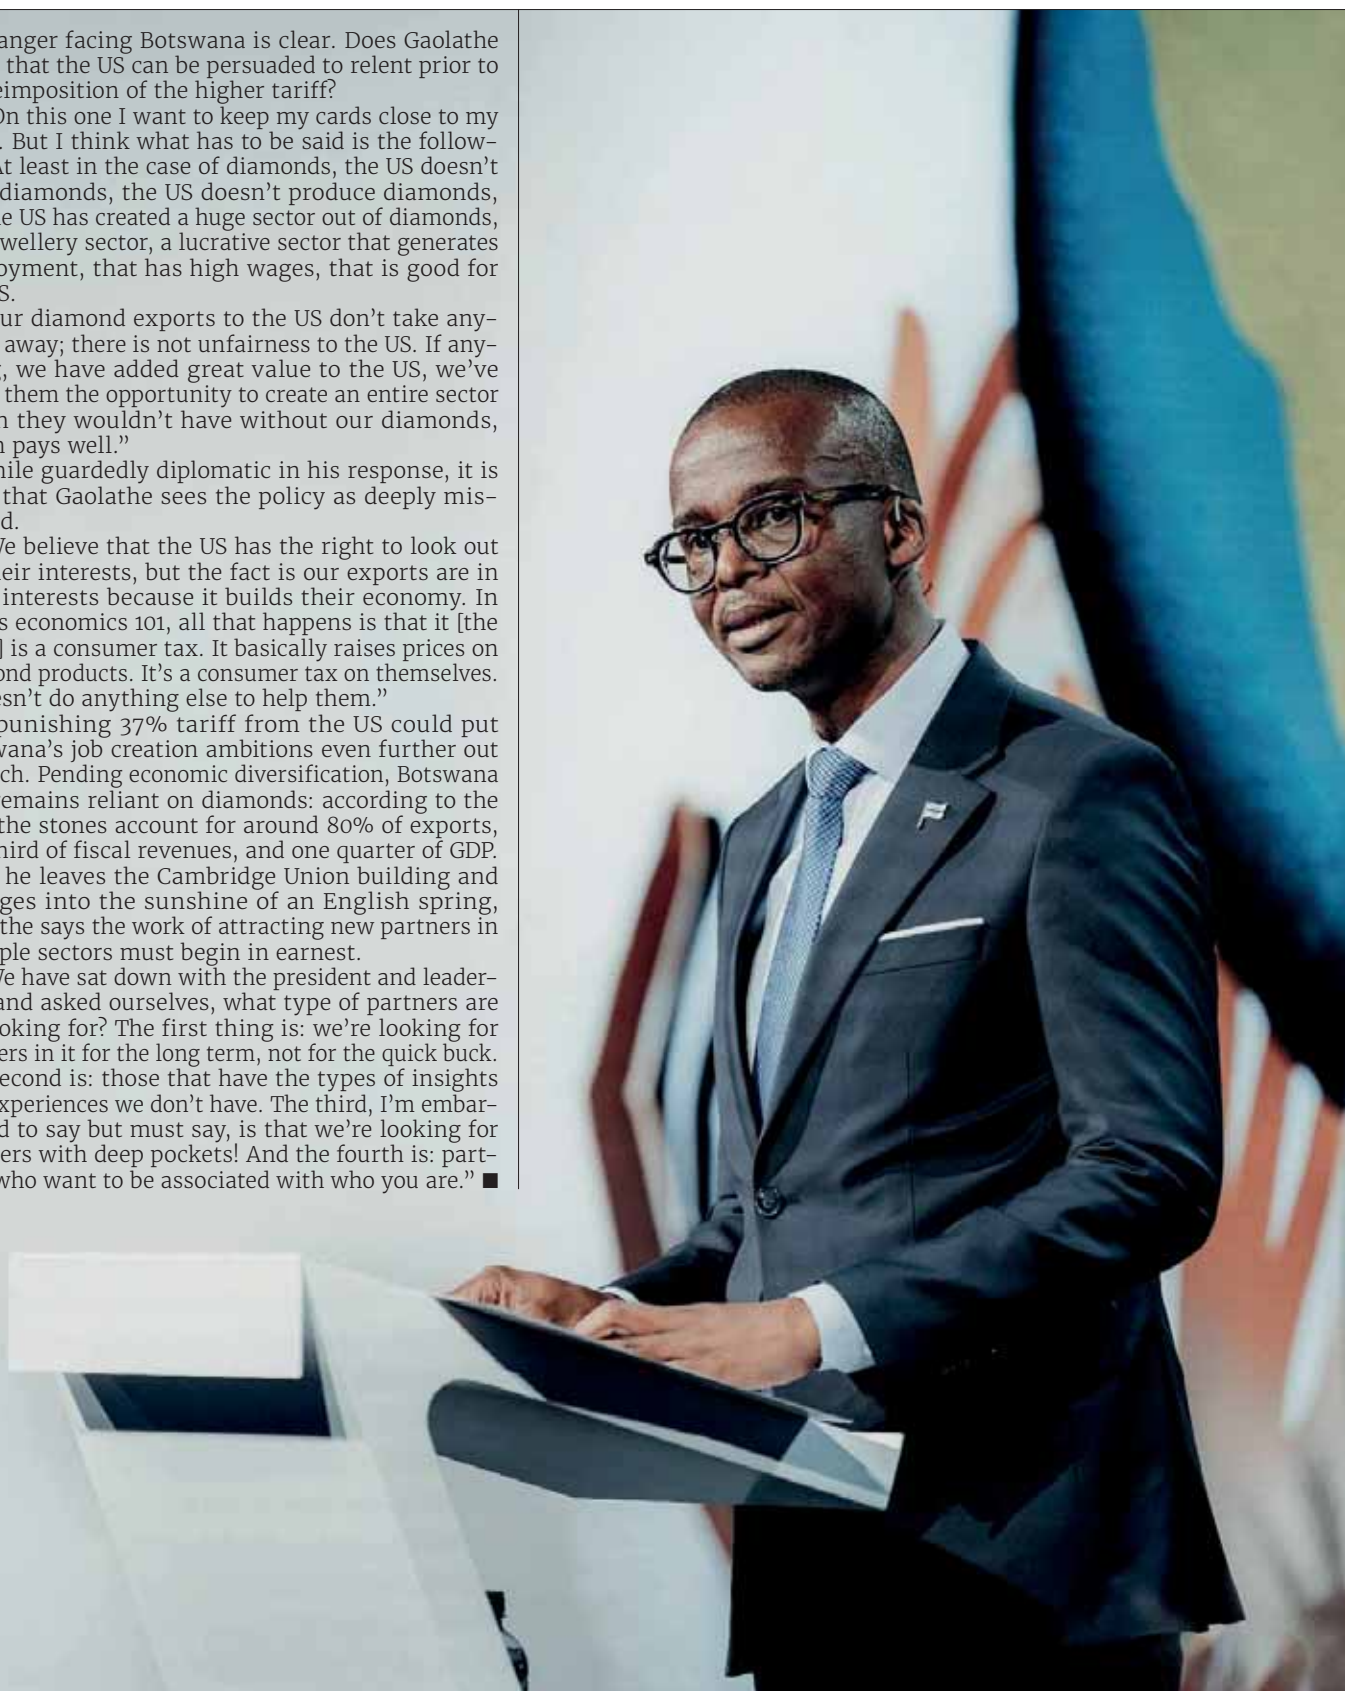 anger facing Botswana is clear. Does Gaolathe
that the US can be persuaded to relent prior to
eimposition of the higher tariff?
On this one I want to keep my cards close to my
. But I think what has to be said is the follow-
At least in the case of diamonds, the US doesn’t
diamonds, the US doesn’t produce diamonds,
e US has created a huge sector out of diamonds,
wellery sector, a lucrative sector that generates
oyment, that has high wages, that is good for
S.
ur diamond exports to the US don’t take any-
away; there is not unfairness to the US. If any-
, we have added great value to the US, we’ve
them the opportunity to create an entire sector
n they wouldn’t have without our diamonds,
n pays well.”
hile guardedly diplomatic in his response, it is
that Gaolathe sees the policy as deeply mis-
d.
We believe that the US has the right to look out
eir interests, but the fact is our exports are in
interests because it builds their economy. In
s economics 101, all that happens is that it [the
] is a consumer tax. It basically raises prices on
ond products. It’s a consumer tax on themselves.
esn’t do anything else to help them.”
punishing 37% tariff from the US could put
wana’s job creation ambitions even further out
ch. Pending economic diversification, Botswana
remains reliant on diamonds: according to the
the stones account for around 80% of exports,
hird of fiscal revenues, and one quarter of GDP.
he leaves the Cambridge Union building and
ges into the sunshine of an English spring,
the says the work of attracting new partners in
ple sectors must begin in earnest.
We have sat down with the president and leader-
and asked ourselves, what type of partners are
oking for? The first thing is: we’re looking for
ers in it for the long term, not for the quick buck.
econd is: those that have the types of insights
xperiences we don’t have. The third, I’m embar-
d to say but must say, is that we’re looking for
ers with deep pockets! And the fourth is: part-
who want to be associated with who you are.” ■